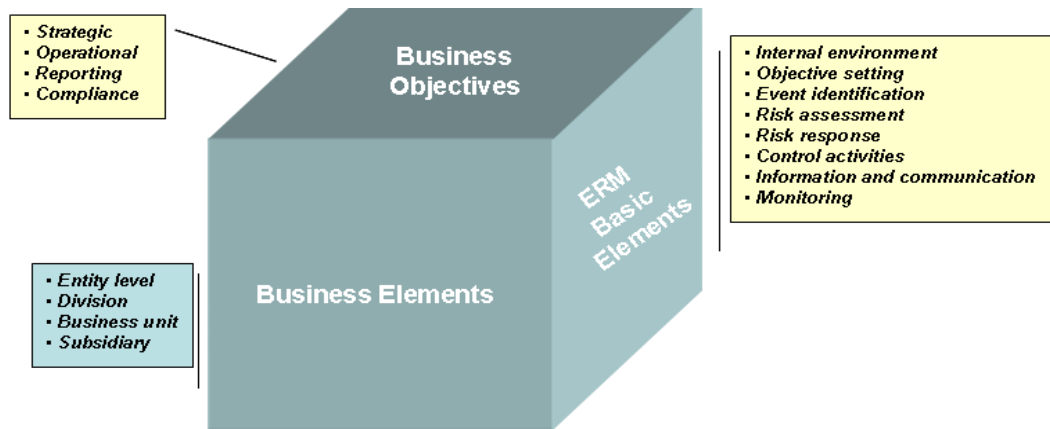 ▪ Strategic
▪ Operational
▪ Reporting
▪ Compliance
Business
Objectives
▪ Internal environment
▪ Objective setting
▪ Event identification
▪ Risk assessment
▪ Risk response
▪ Control activities
▪ Information and communication
▪ Monitoring
ERM
Basic
Elements
▪ Entity level
▪ Division
▪ Business unit
▪ Subsidiary
Business Elements